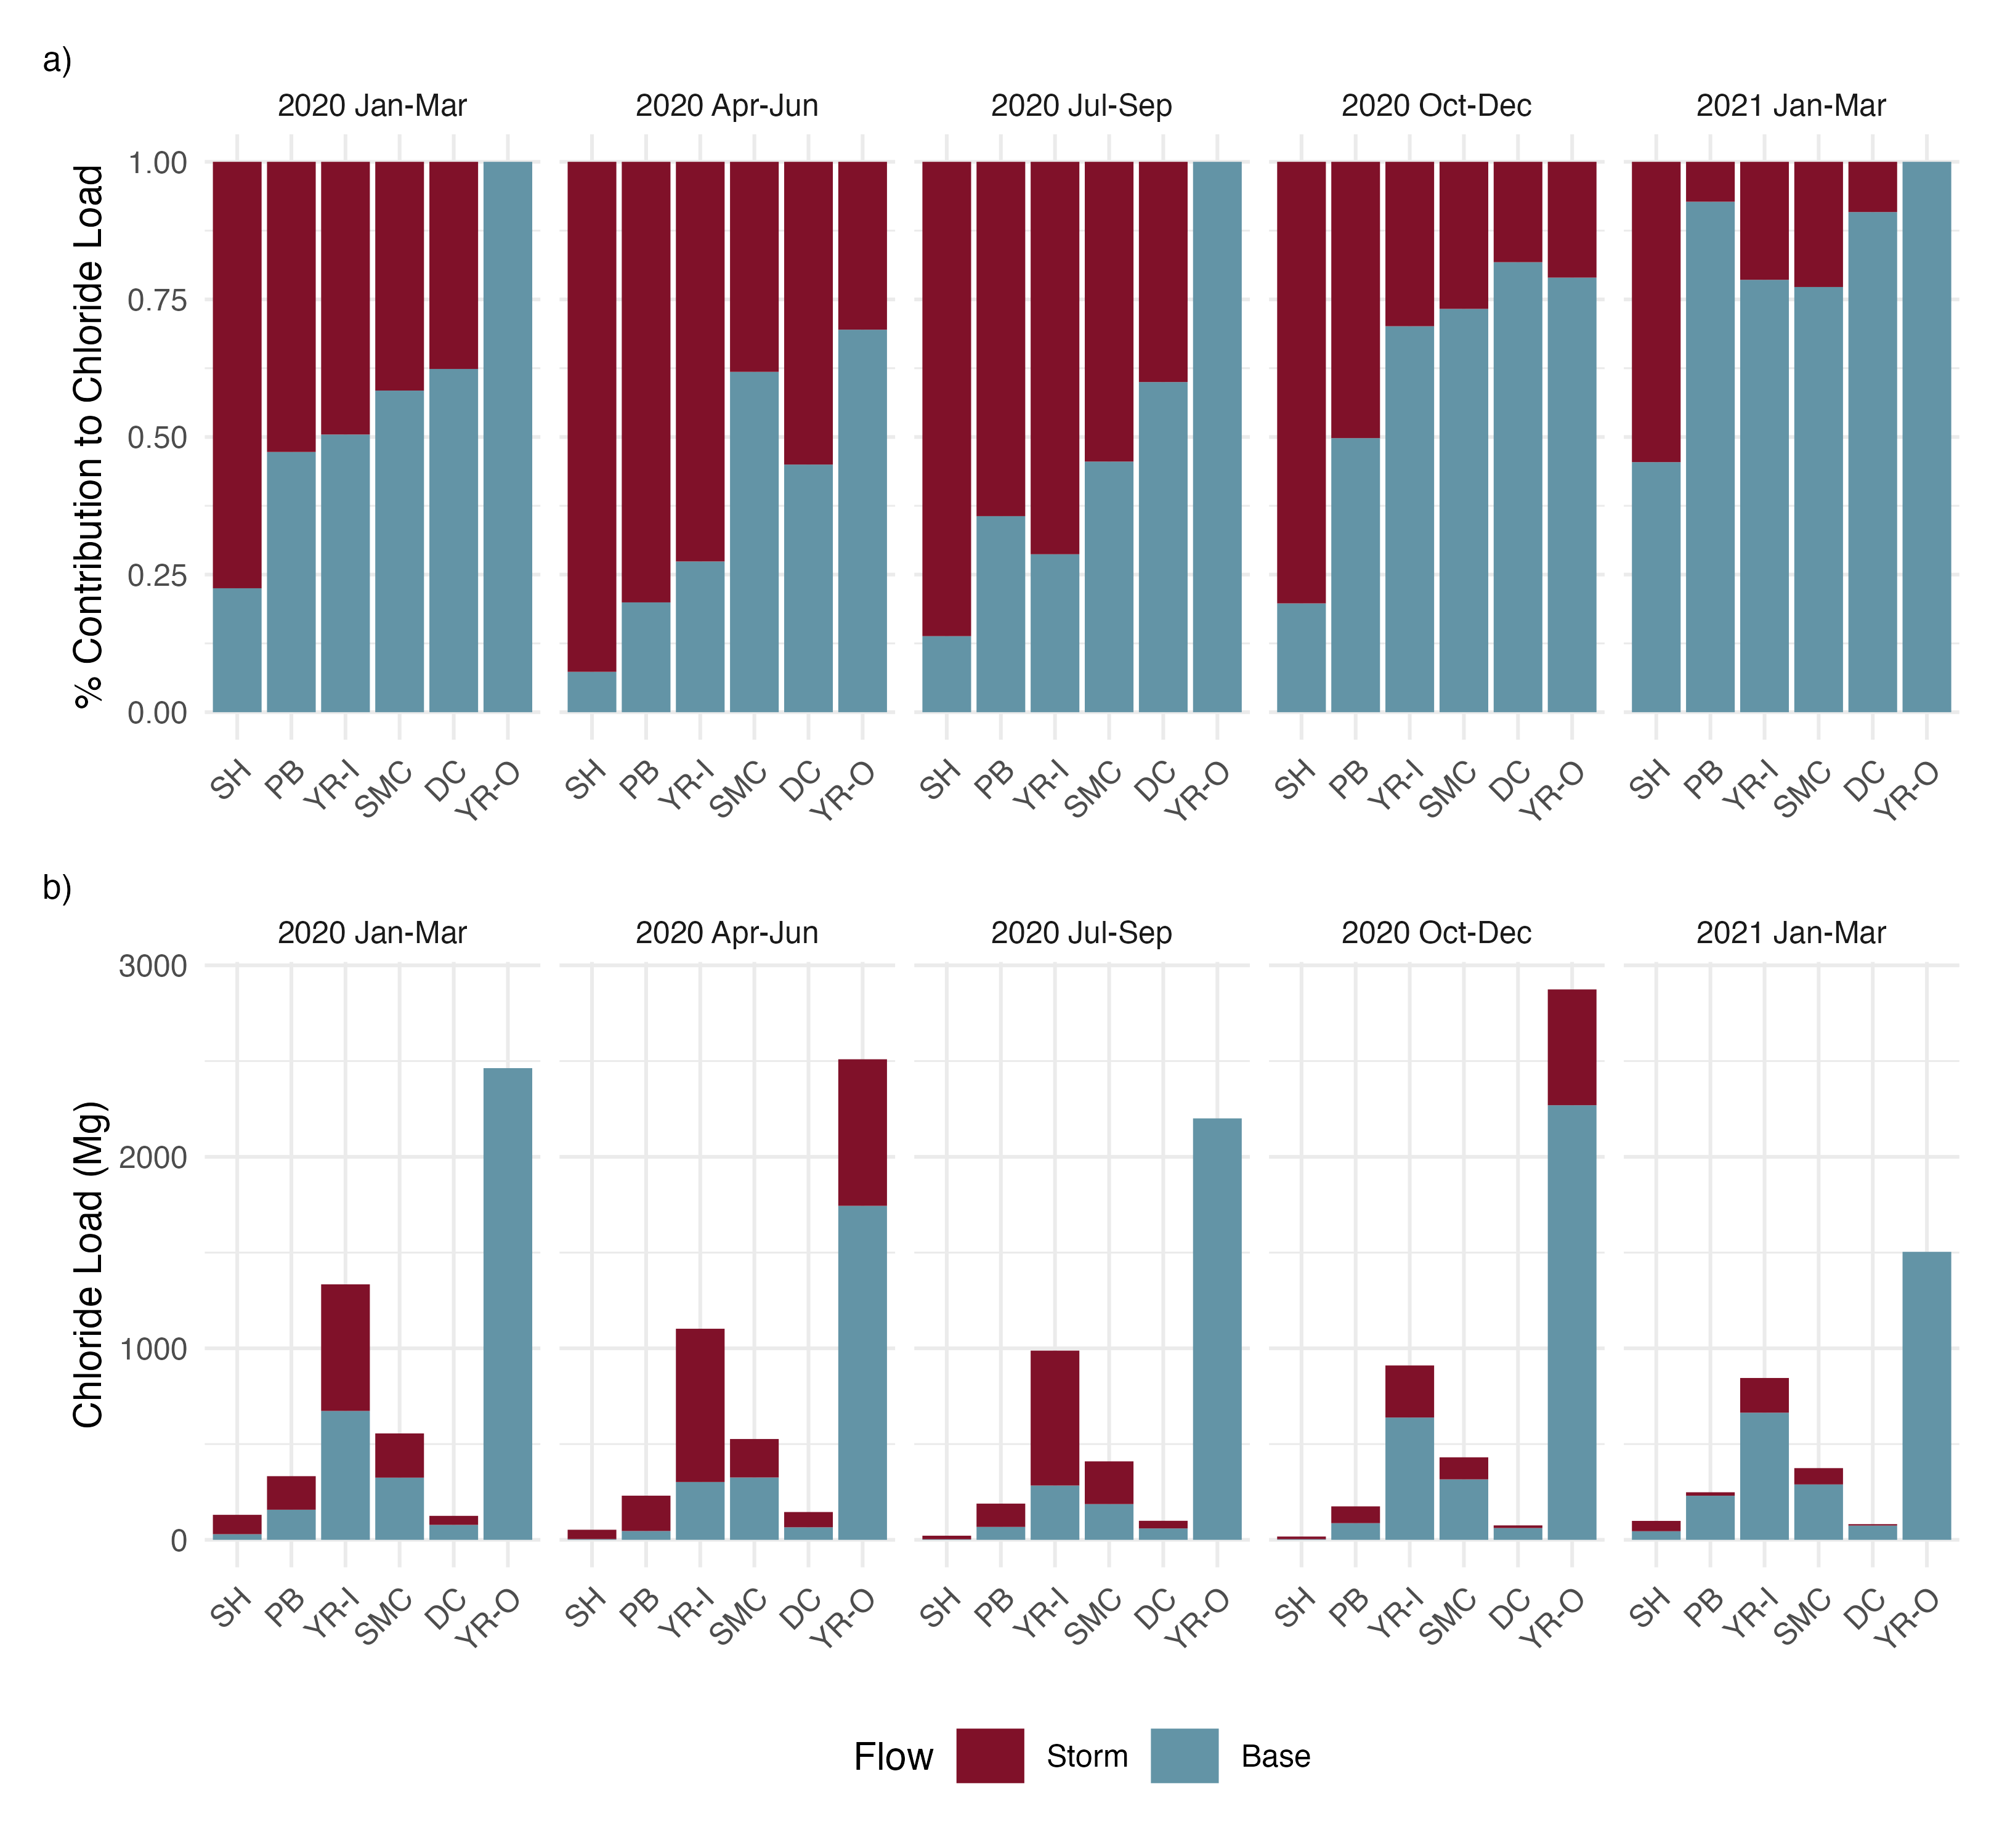 a)
2020 Jan-Mar 2020 Apr-Jun 2020 Jul-Sep 2020 Oct-Dec 2021 Jan-Mar
% Contribution to Chloride Load
1.00
0.75
0.50
0.25
0.00
SH PB YR-I SMC DC YR-O SH PB YR-I SMC DC YR-O SH PB YR-I SMC DC YR-O SH PB YR-I SMC DC YR-O SH PB YR-I SMC DC YR-O
b)
2020 Jan-Mar 2020 Apr-Jun 2020 Jul-Sep 2020 Oct-Dec 2021 Jan-Mar
Chloride Load (Mg)
3000
2000
1000
0
SH PB YR-I SMC DC YR-O SH PB YR-I SMC DC YR-O SH PB YR-I SMC DC YR-O SH PB YR-I SMC DC YR-O SH PB YR-I SMC DC YR-O
Flow Storm Base